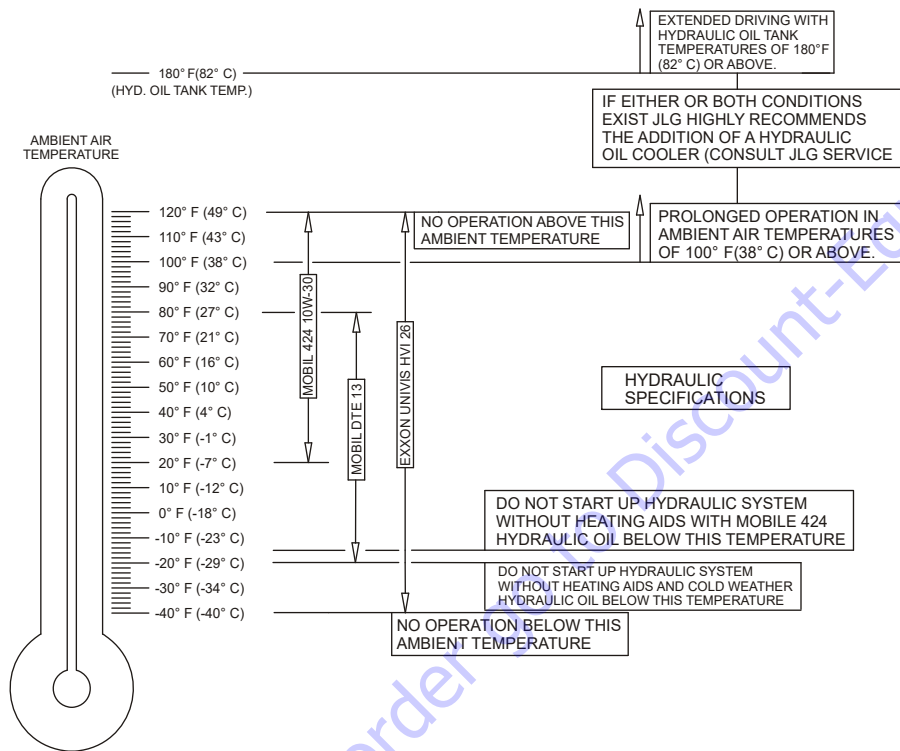 EXTENDED DRIVING WITH
HYDRAULIC OIL TANK
TEMPERATURES OF 180°F
(82° C) OR ABOVE.
180° F(82° C)
(HYD. OIL TANK TEMP.)
IF EITHER OR BOTH CONDITIONS
EXIST JLG HIGHLY RECOMMENDS
THE ADDITION OF A HYDRAULIC
OIL COOLER (CONSULT JLG SERVICE
AMBIENT AIR
TEMPERATURE
120° F (49° C)
110° F (43° C)
100° F (38° C)
90° F (32° C)
80° F (27° C)
70° F (21° C)
60° F (16° C)
50° F (10° C)
40° F (4° C)
30° F (-1° C)
20° F (-7° C)
10° F (-12° C)
0° F (-18° C)
-10° F (-23° C)
-20° F (-29° C)
-30° F (-34° C)
-40° F (-40° C)
MOBIL 424 10W-30
MOBIL DTE 13
EXXON UNIVIS HVI 26
NO OPERATION ABOVE THIS
AMBIENT TEMPERATURE
PROLONGED OPERATION IN
AMBIENT AIR TEMPERATURES
OF 100° F(38° C) OR ABOVE.
HYDRAULIC
SPECIFICATIONS
DO NOT START UP HYDRAULIC SYSTEM
WITHOUT HEATING AIDS WITH MOBILE 424
HYDRAULIC OIL BELOW THIS TEMPERATURE
DO NOT START UP HYDRAULIC SYSTEM
WITHOUT HEATING AIDS AND COLD WEATHER
HYDRAULIC OIL BELOW THIS TEMPERATURE
NO OPERATION BELOW THIS
AMBIENT TEMPERATURE
order go to Discount-Equ